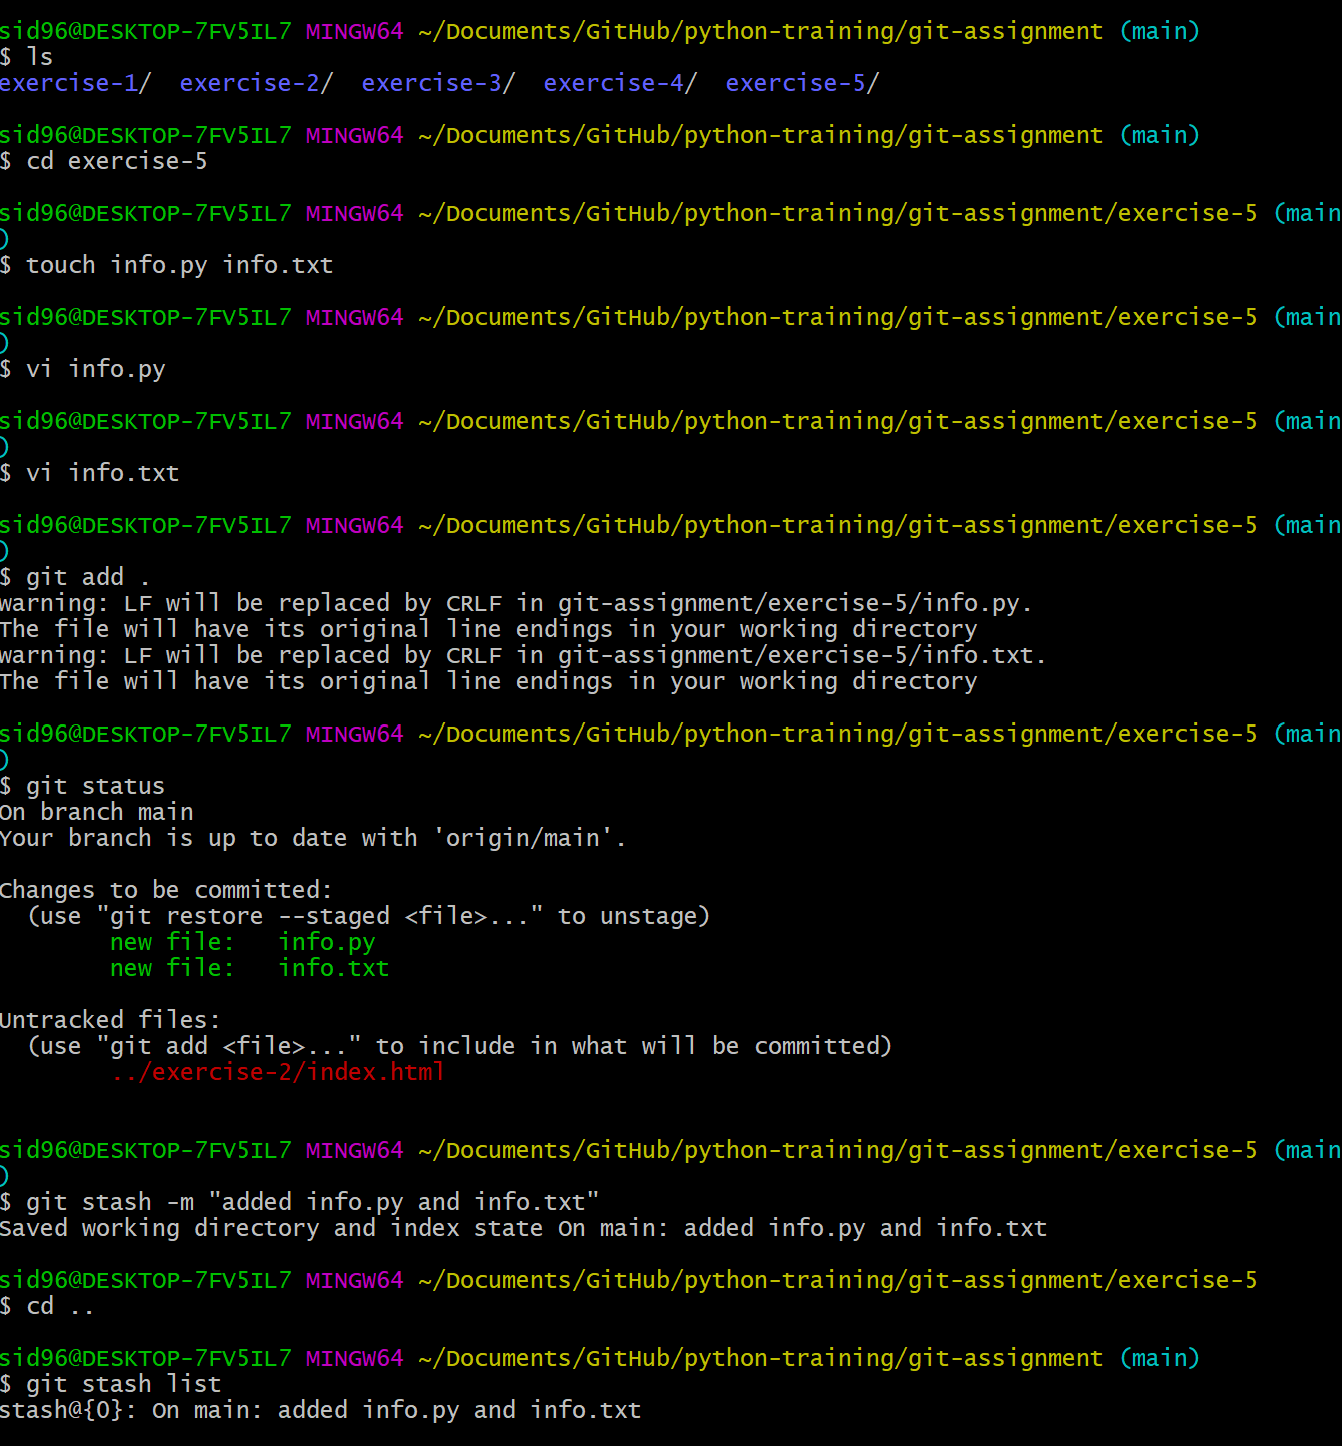 sid96@DESKTOP-7FV5IL7 MINGW64 ~/Documents/GitHub/python-training/git-assignment (main)
$ ls
exercise-1/  exercise-2/  exercise-3/  exercise-4/  exercise-5/

sid96@DESKTOP-7FV5IL7 MINGW64 ~/Documents/GitHub/python-training/git-assignment (main)
$ cd exercise-5

sid96@DESKTOP-7FV5IL7 MINGW64 ~/Documents/GitHub/python-training/git-assignment/exercise-5 (main
)
$ touch info.py info.txt

sid96@DESKTOP-7FV5IL7 MINGW64 ~/Documents/GitHub/python-training/git-assignment/exercise-5 (main
)
$ vi info.py

sid96@DESKTOP-7FV5IL7 MINGW64 ~/Documents/GitHub/python-training/git-assignment/exercise-5 (main
)
$ vi info.txt

sid96@DESKTOP-7FV5IL7 MINGW64 ~/Documents/GitHub/python-training/git-assignment/exercise-5 (main
)
$ git add .
warning: LF will be replaced by CRLF in git-assignment/exercise-5/info.py.
The file will have its original line endings in your working directory
warning: LF will be replaced by CRLF in git-assignment/exercise-5/info.txt.
The file will have its original line endings in your working directory

sid96@DESKTOP-7FV5IL7 MINGW64 ~/Documents/GitHub/python-training/git-assignment/exercise-5 (main
)
$ git status
On branch main
Your branch is up to date with 'origin/main'.

Changes to be committed:
  (use "git restore --staged <file>..." to unstage)
        new file:   info.py
        new file:   info.txt

Untracked files:
  (use "git add <file>..." to include in what will be committed)
        ../exercise-2/index.html

sid96@DESKTOP-7FV5IL7 MINGW64 ~/Documents/GitHub/python-training/git-assignment/exercise-5 (main
)
$ git stash -m "added info.py and info.txt"
Saved working directory and index state On main: added info.py and info.txt

sid96@DESKTOP-7FV5IL7 MINGW64 ~/Documents/GitHub/python-training/git-assignment/exercise-5
$ cd ..

sid96@DESKTOP-7FV5IL7 MINGW64 ~/Documents/GitHub/python-training/git-assignment (main)
$ git stash list
stash@{0}: On main: added info.py and info.txt